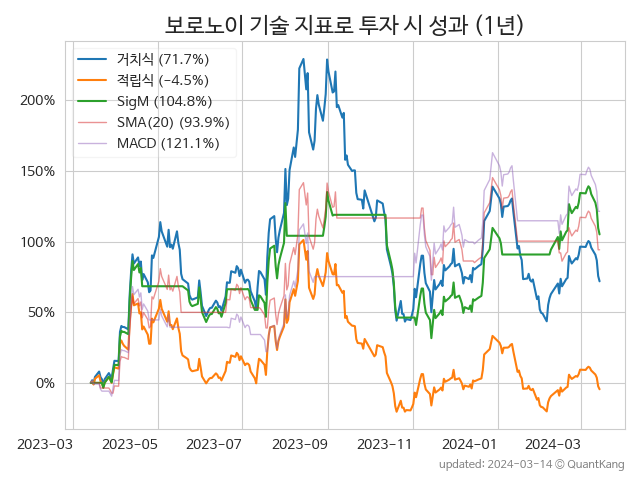 보로노이 기술 지표로 투자 시 성과 (1년)
거치식 (71.7%)
적립식 (−4.5%)
SigM (104.8%)
SMA(20) (93.9%)
MACD (121.1%)
200%
150%
100%
50%
0%
2023-03 2023-05 2023-07 2023-09 2023-11 2024-01 2024-03
updated: 2024-03-14 © QuantKang